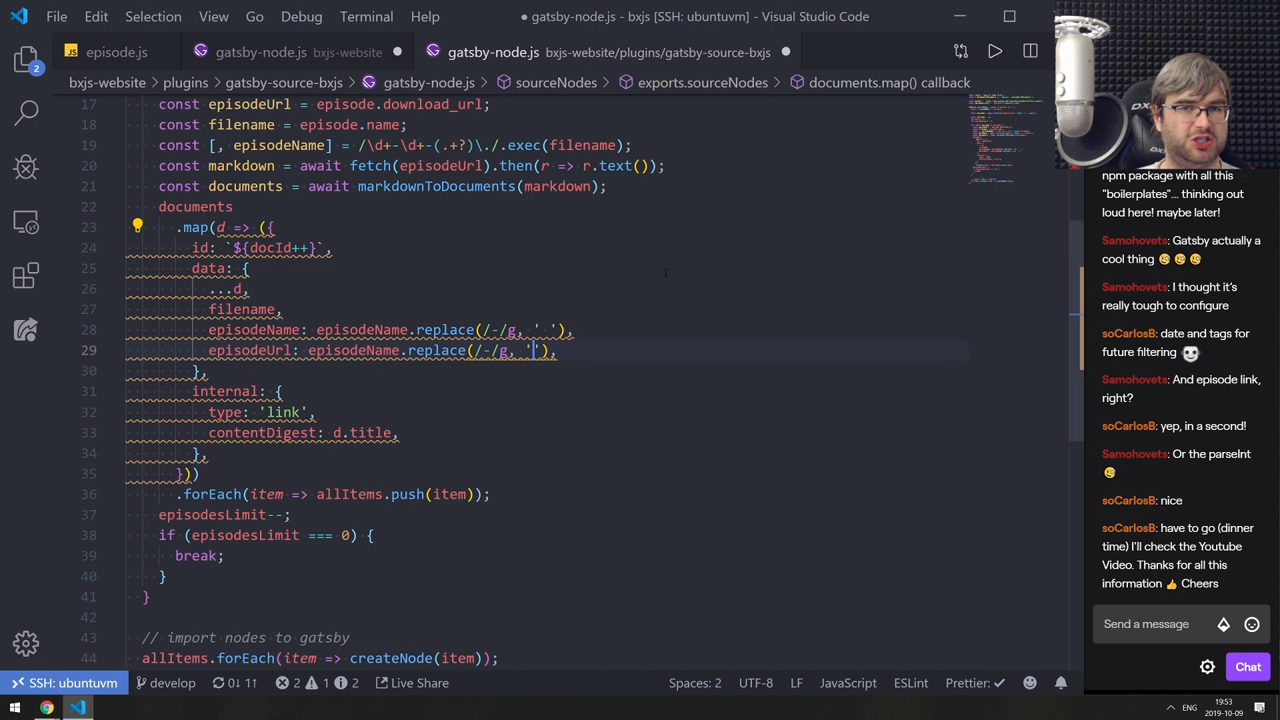 File Edit Selection View Go Debug Terminal Help
● gatsby-node.js - bxjs [SSH: ubuntuvm] - Visual Studio Code
JS episode.js
gatsby-node.js bxjs-website ●
gatsby-node.js bxjs-website/plugins/gatsby-source-bxjs ●
bxjs-website > plugins > gatsby-source-bxjs > gatsby-node.js > sourceNodes > exports.sourceNodes > documents.map() callback
17 const episodeUrl = episode.download_url;
18 const filename = episode.name;
19 const [, episodeName] = /\d+-\d+-(.+?)\./.exec(filename);
20 const markdown = await fetch(episodeUrl).then(r => r.text());
21 const documents = await markdownToDocuments(markdown);
22 documents
23 .map(d => ({
24 id: `${docId++}`,
25 data: {
26 ...d,
27 filename,
28 episodeName: episodeName.replace(/-/g, ' '),
29 episodeUrl: episodeName.replace(/-/g, ''),
30 },
31 internal: {
32 type: 'link',
33 contentDigest: d.title,
34 },
35 }))
36 .forEach(item => allItems.push(item));
37 episodesLimit--;
38 if (episodesLimit === 0) {
39 break;
40 }
41 }
42
43 // import nodes to gatsby
44 allItems.forEach(item => createNode(item));
2
SSH: ubuntuvm develop 0↓ 1↑ 2 1 2 Live Share Spaces: 2 UTF-8 LF JavaScript ESLint Prettier: ✓
npm package with all this
"boilerplates"... thinking out
loud here! maybe later!
Samohovets: Gatsby actually a
cool thing
Samohovets: I thought it's
really tough to configure
soCarlosB: date and tags for
future filtering
Samohovets: And episode link,
right?
soCarlosB: yep, in a second!
Samohovets: Or the parseInt
soCarlosB: nice
soCarlosB: have to go (dinner
time) I'll check the Youtube
Video. Thanks for all this
information 👍 Cheers
Send a message
Chat
ENG
19:53
2019-10-09